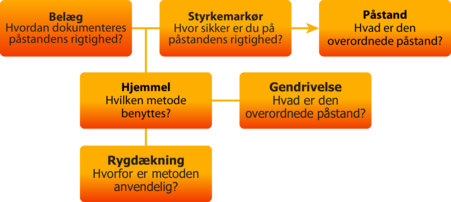 Belæg
Hvordan dokumenteres
påstandens rigtighed?
Styrkemarkør
Hvor sikker er du på
påstandens rigtighed?
Påstand
Hvad er den
overordnede påstand?
Hjemmel
Hvilken metode
benyttes?
Gendrivelse
Hvad er den
overordnede påstand?
Rygdækning
Hvorfor er metoden
anvendelig?